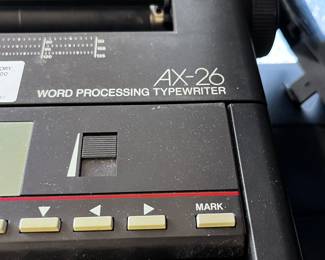 AX-26
WORD PROCESSING TYPEWRITER
MARK